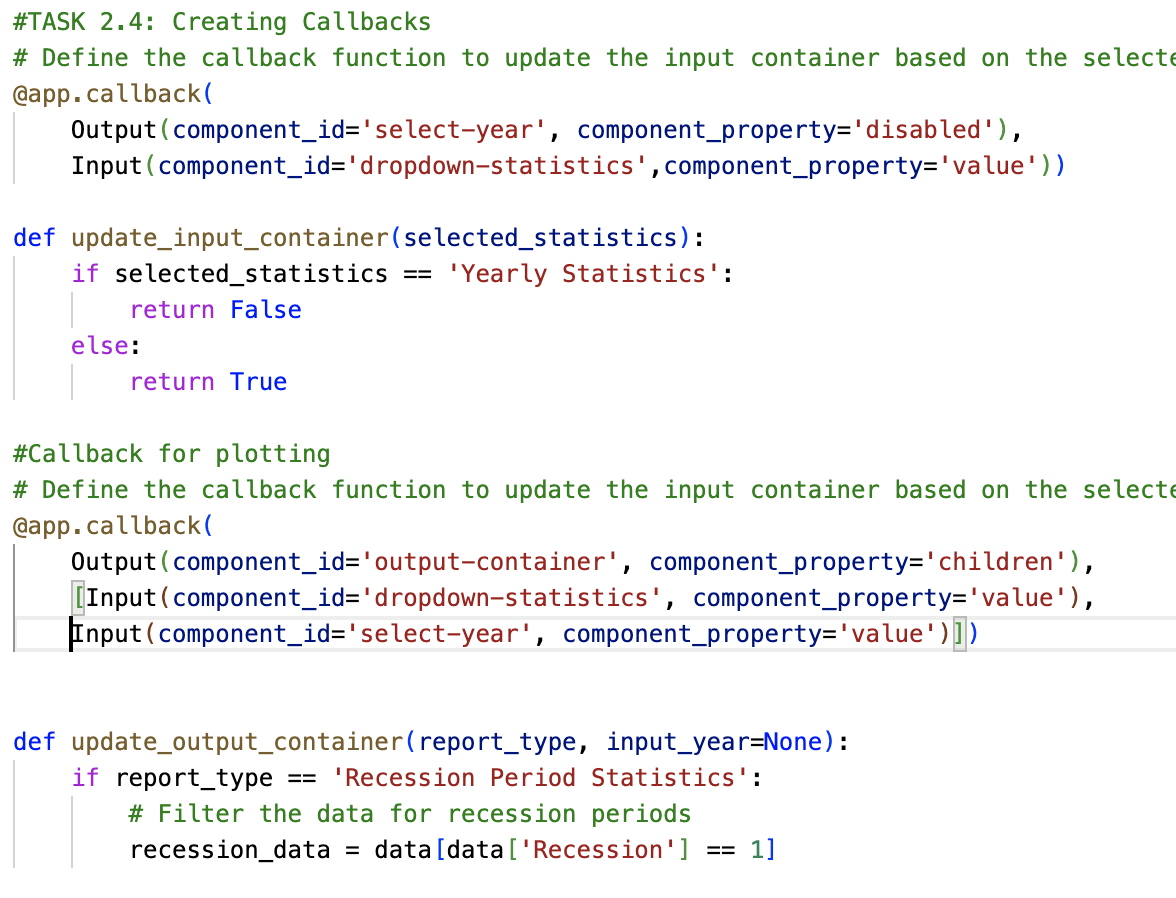 #TASK 2.4: Creating Callbacks
# Define the callback function to update the input container based on the
@app.callback(
    Output(component_id='select-year', component_property='disabled'),
    Input(component_id='dropdown-statistics',component_property='value'))
def update_input_container(selected_statistics):
    if selected_statistics == 'Yearly Statistics':
        return False
    else:
        return True
#Callback for plotting
# Define the callback function to update the input container based on the
@app.callback(
    Output(component_id='output-container', component_property='children'),
    [Input(component_id='dropdown-statistics', component_property='value'),
    Input(component_id='select-year', component_property='value')])
def update_output_container(report_type, input_year=None):
    if report_type == 'Recession Period Statistics':
        # Filter the data for recession periods
        recession_data = data[data['Recession'] == 1]